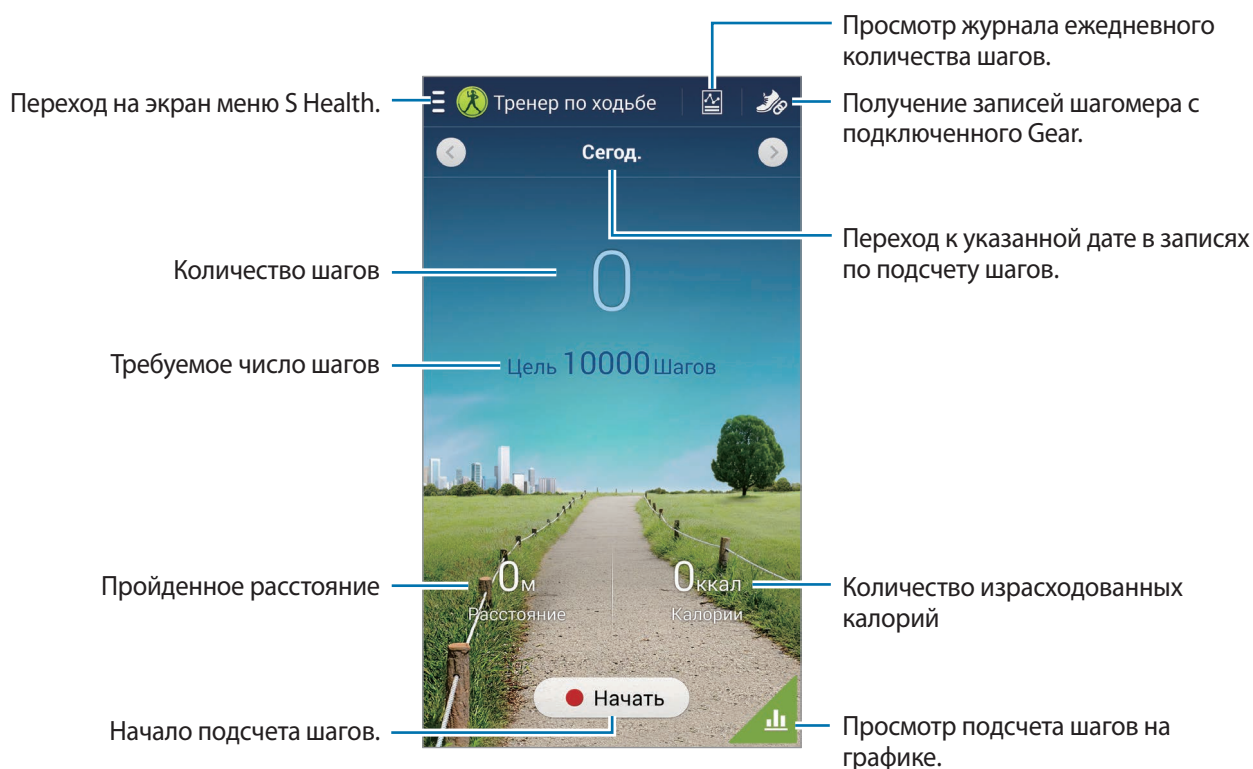 Просмотр журнала ежедневного
количества шагов.
Переход на экран меню S Health.
Тренер по ходьбе
Получение записей шагомера с
подключенного Gear.
Сегод.
Переход к указанной дате в записях
по подсчету шагов.
Количество шагов
0
Требуемое число шагов
Цель 10000 Шагов
Пройденное расстояние
0м
Расстояние
0ккал
Калории
Количество израсходованных
калорий
Начать
Начало подсчета шагов.
Просмотр подсчета шагов на
графике.